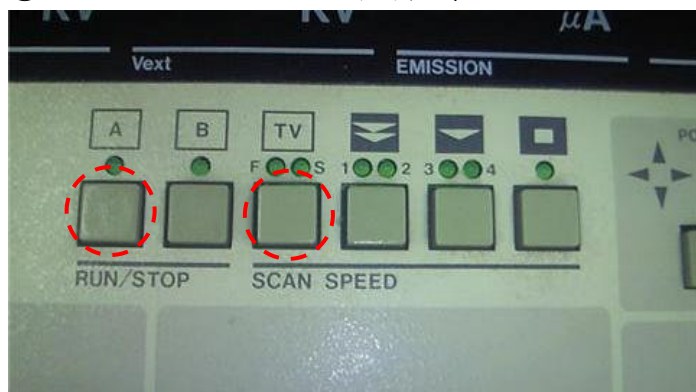 KV KV μA
Vext EMISSION
A B TV
F S 1 2 3 4
RUN/STOP SCAN SPEED